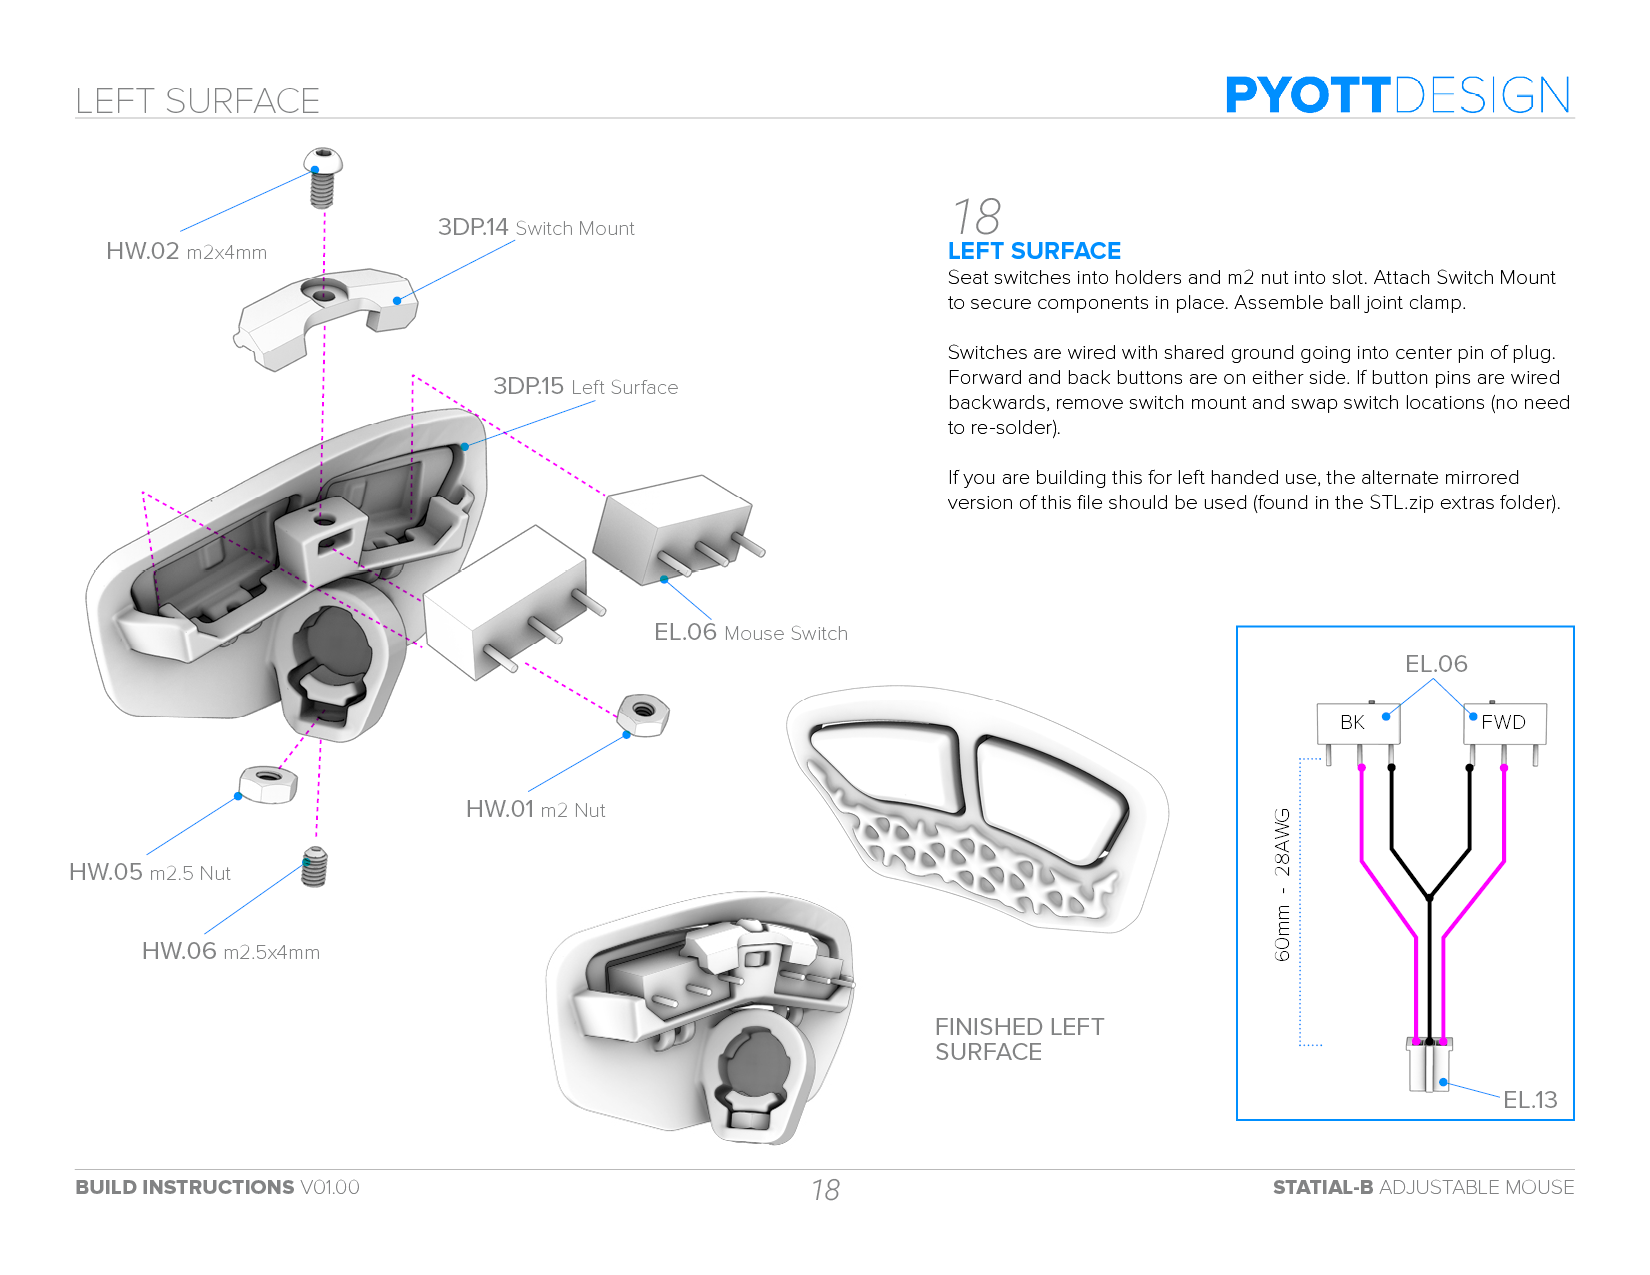 LEFT SURFACE
PYOTTDESIGN
HW.02 m2x4mm
3DP.14 Switch Mount
3DP.15 Left Surface
EL.06 Mouse Switch
HW.01 m2 Nut
HW.05 m2.5 Nut
HW.06 m2.5x4mm
18
LEFT SURFACE
Seat switches into holders and m2 nut into slot. Attach Switch Mount
to secure components in place. Assemble ball joint clamp.
Switches are wired with shared ground going into center pin of plug.
Forward and back buttons are on either side. If button pins are wired
backwards, remove switch mount and swap switch locations (no need
to re-solder).
If you are building this for left handed use, the alternate mirrored
version of this file should be used (found in the STL.zip extras folder).
FINISHED LEFT
SURFACE
EL.06
BK
FWD
60mm - 28AWG
EL.13
BUILD INSTRUCTIONS V01.00
18
STATIAL-B ADJUSTABLE MOUSE